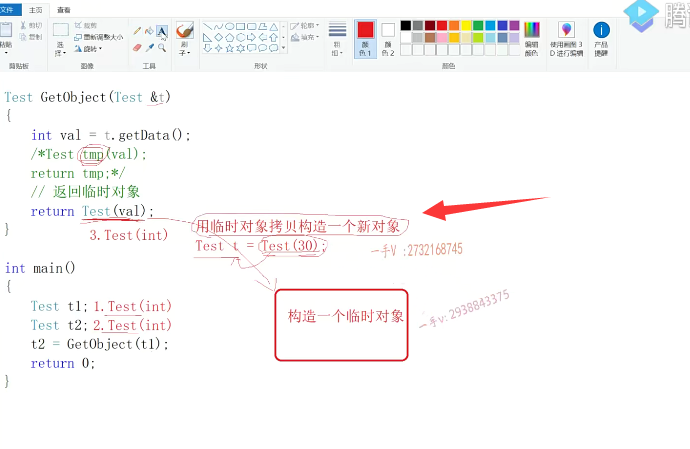 文件 主页 查看
粘贴 剪切 复制 选择 裁剪 重新调整大小 旋转 A 刷子 轮廓 填充 粗细 颜色 1 颜色 2 编辑颜色 使用画图 3D 进行编辑 产品提醒
剪贴板 图像 工具 形状 颜色
腾
Test GetObject(Test &t)
{
int val = t.getData();
/*Test tmp(val);
return tmp;*/
// 返回临时对象
return Test(val);
}
3.Test(int)
用临时对象拷贝构造一个新对象
Test t = Test(30);
一手V :2732168745
int main()
{
Test t1; 1.Test(int)
Test t2; 2.Test(int)
t2 = GetObject(t1);
return 0;
}
构造一个临时对象
一手v:2938843375